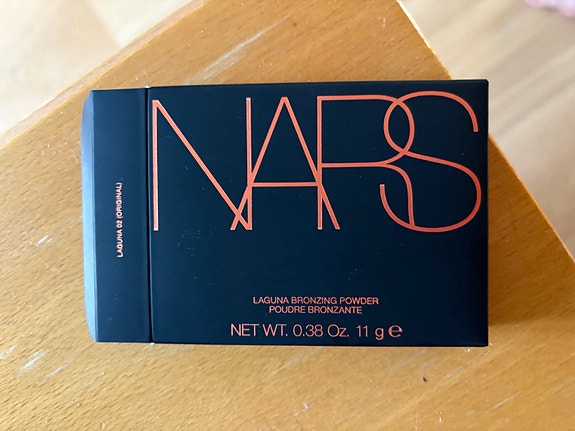 NARS
LAGUNA BRONZING POWDER
POUDRE BRONZANTE
NET WT. 0.38 Oz. 11 g ℮
LAGUNA 02 (ORIGINAL)